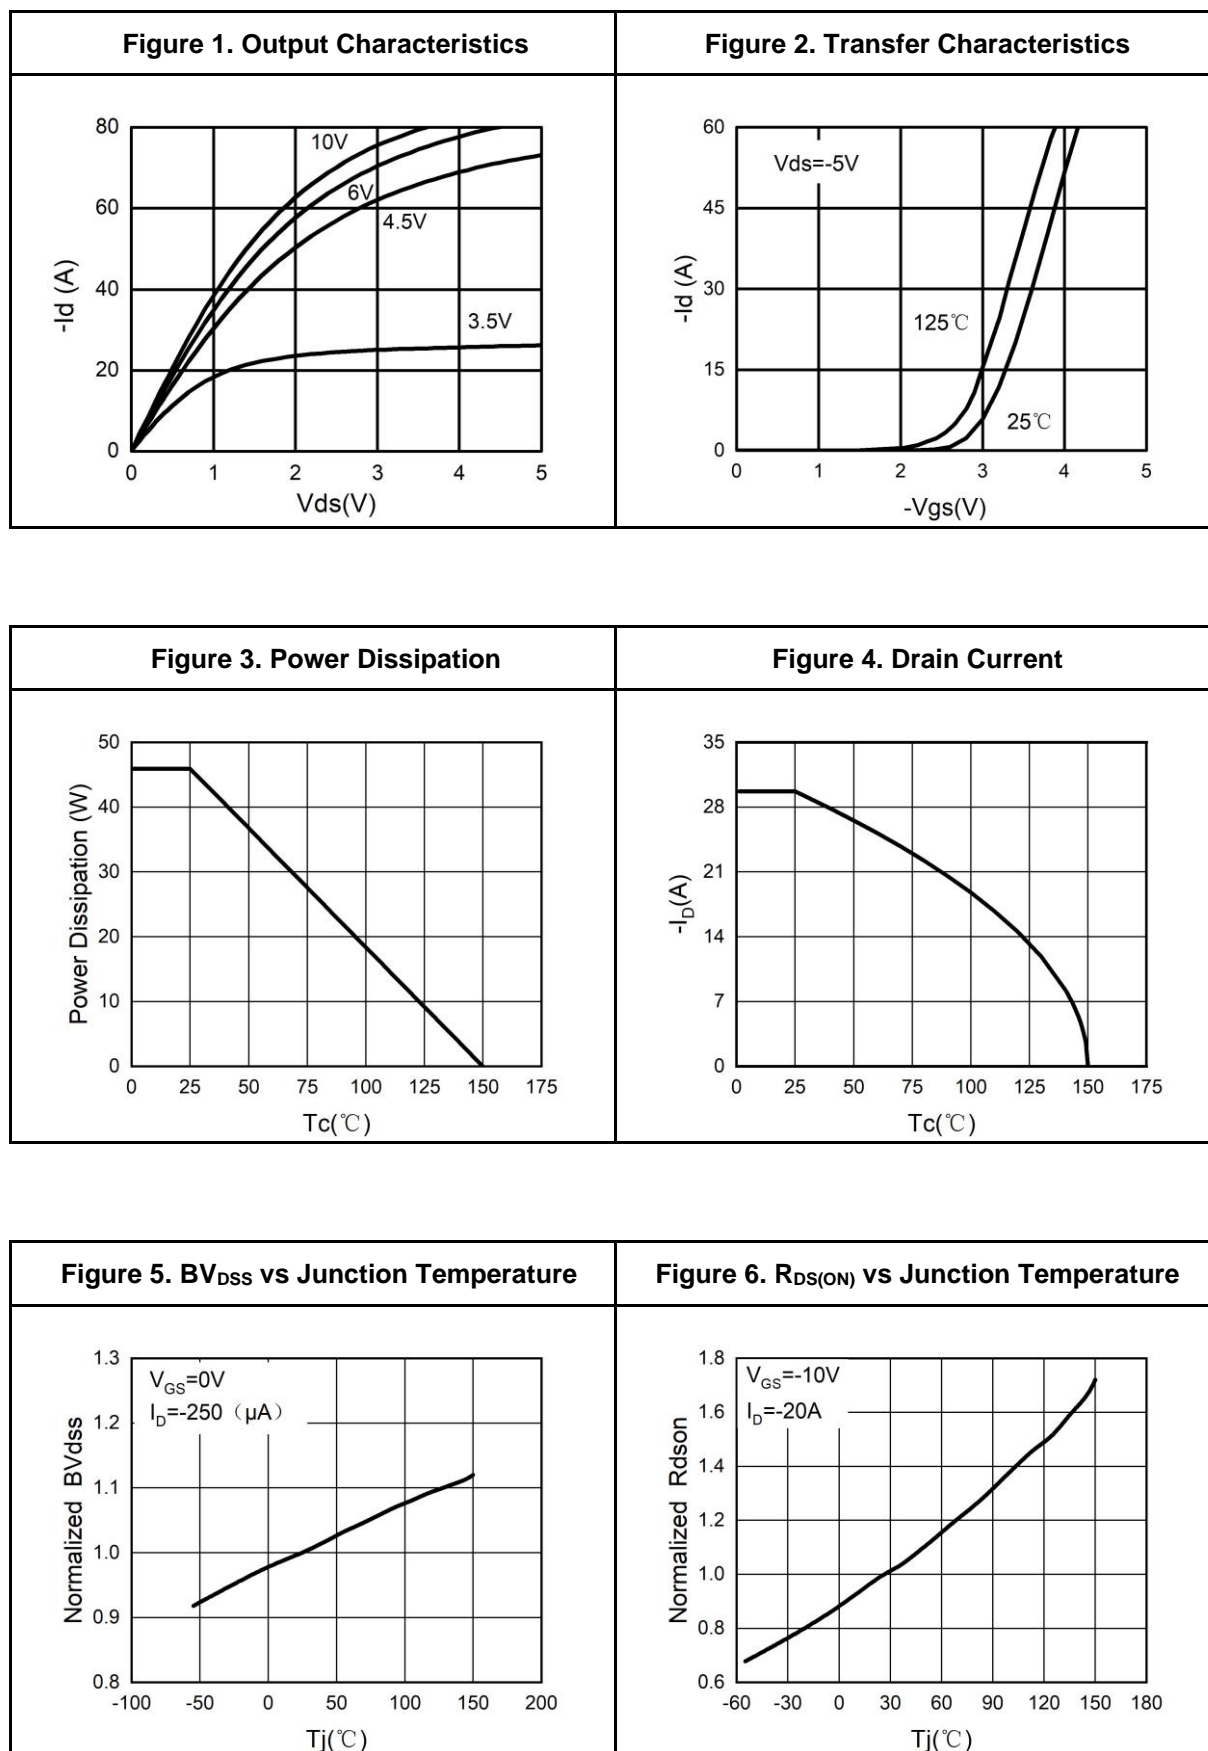 Figure 1. Output Characteristics
Figure 2. Transfer Characteristics
80
60
40
20
0
-Id (A)
10V
6V
4.5V
3.5V
0 1 2 3 4 5
Vds(V)
60
45
30
15
0
-Id (A)
Vds=-5V
125℃
25℃
0 1 2 3 4 5
-Vgs(V)
Figure 3. Power Dissipation
Figure 4. Drain Current
50
40
30
20
10
0
Power Dissipation (W)
0 25 50 75 100 125 150 175
Tc(℃)
35
28
21
14
7
0
-ID(A)
0 25 50 75 100 125 150 175
Tc(℃)
Figure 5. BVDSS vs Junction Temperature
Figure 6. RDS(ON) vs Junction Temperature
1.3
1.2
1.1
1.0
0.9
0.8
Normalized BVdss
VGS=0V
ID=-250（μA）
-100 -50 0 50 100 150 200
Tj(℃)
1.8
1.6
1.4
1.2
1.0
0.8
0.6
Normalized Rdson
VGS=-10V
ID=-20A
-60 -30 0 30 60 90 120 150 180
Tj(℃)